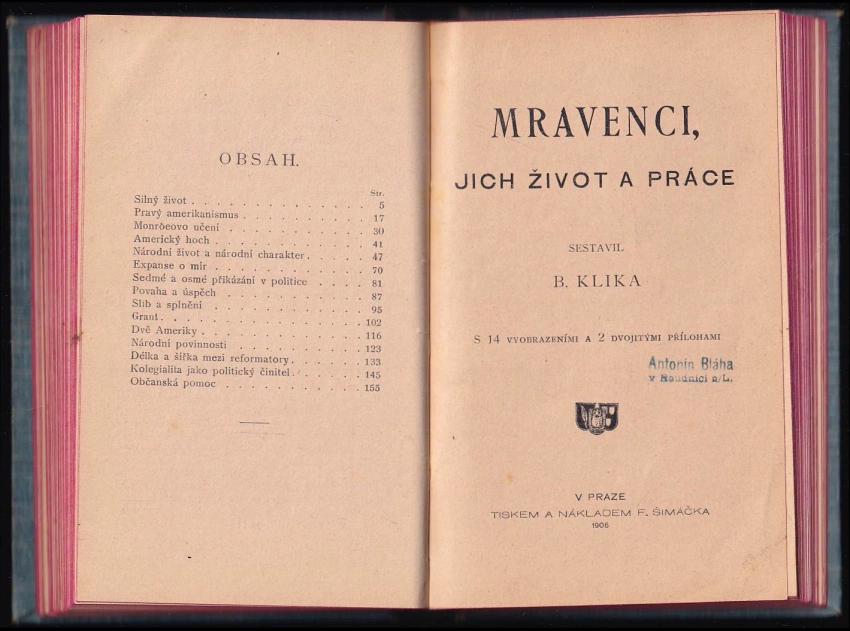 OBSAH.
Str.
Silný život . . . . . . . . . . . . . 5
Pravý amerikanismus . . . . . . . . . . 17
Monröeovo učení . . . . . . . . . . . 30
Americký hoch . . . . . . . . . . . . 41
Národní život a národní charakter . . . . . 47
Expanse o mír . . . . . . . . . . . . 70
Sedmé a osmé přikázání v politice . . . . 81
Povaha a úspěch . . . . . . . . . . . 87
Slib a splnění . . . . . . . . . . . . 95
Grant . . . . . . . . . . . . . . . 102
Dvě Ameriky . . . . . . . . . . . . . 116
Národní povinnosti . . . . . . . . . . 123
Délka a šířka mezi reformatory . . . . . . 133
Kolegialita jako politický činitel . . . . . 145
Občanská pomoc . . . . . . . . . . . 155
MRAVENCI,
JICH ŽIVOT A PRÁCE
SESTAVIL
B. KLIKA
S 14 VYOBRAZENÍMI A 2 DVOJITÝMI PŘÍLOHAMI
Antonín Bláha
v Roudnici n/L.
V PRAZE
TISKEM A NÁKLADEM F. ŠIMÁČKA
1906